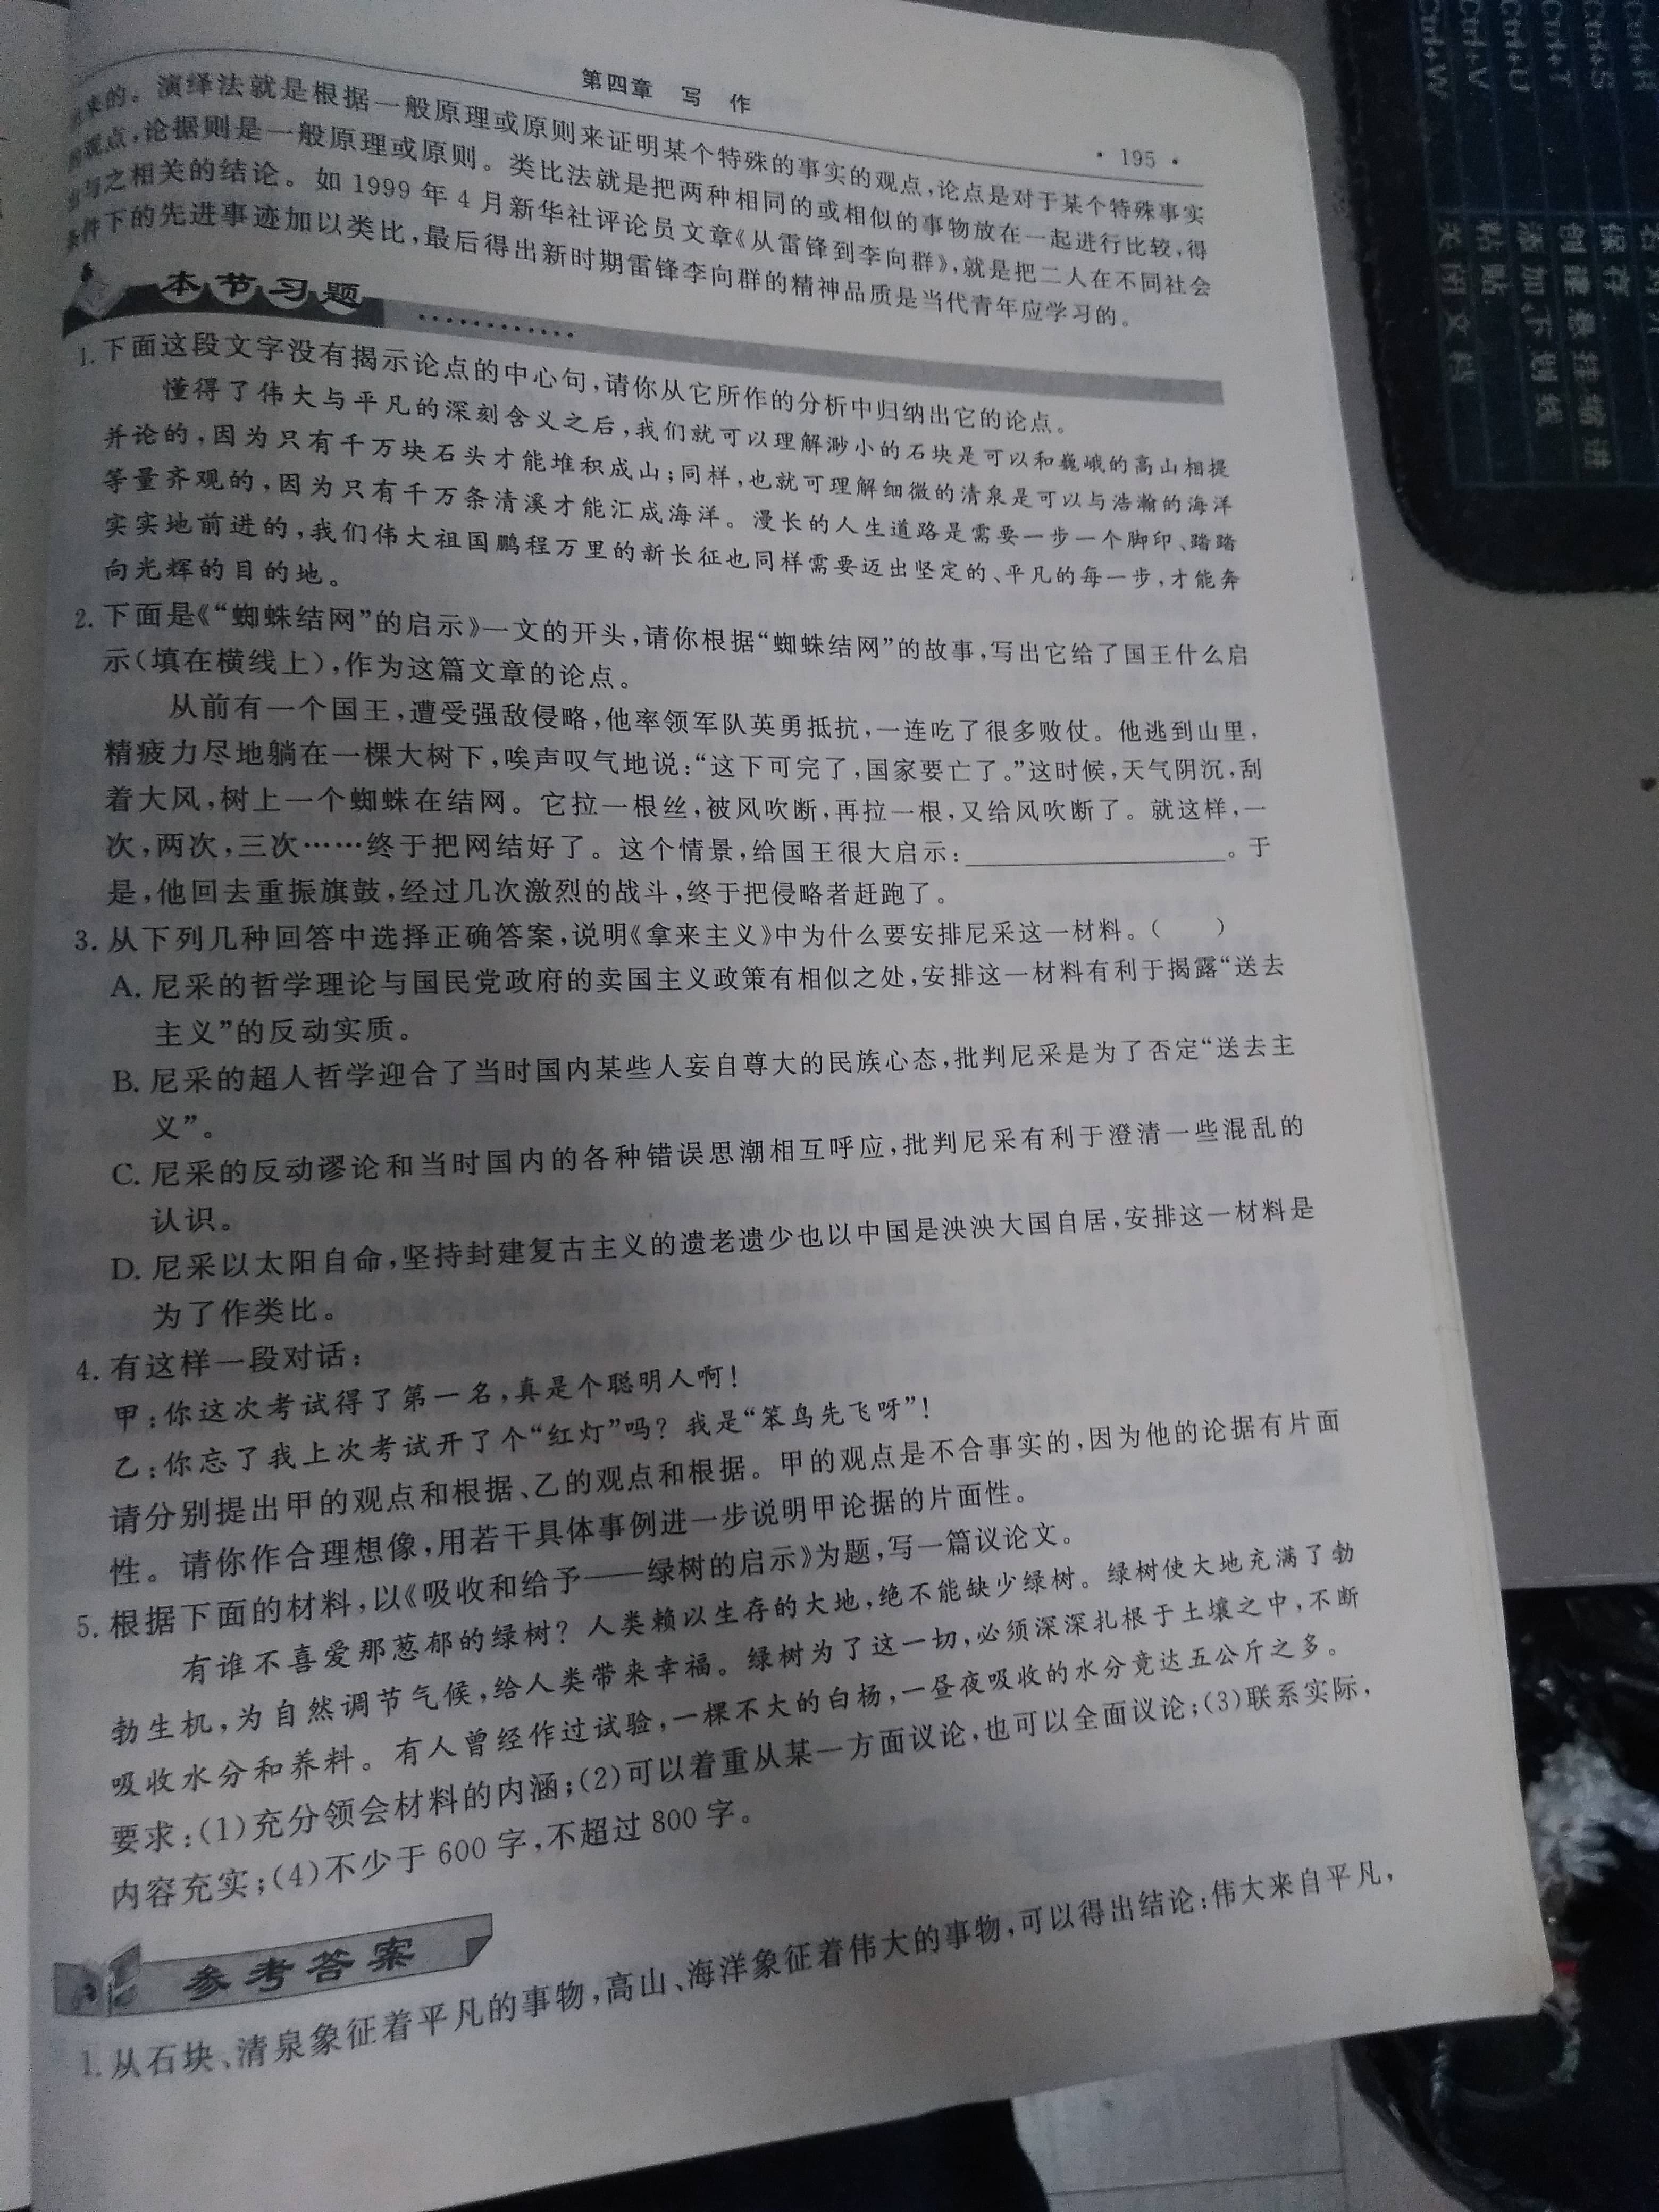 第四章 写 作
· 195 ·
来的。演绎法就是根据一般原理或原则来证明某个特殊的事实的观点,论点是对于某个特殊事实
观点,论据则是一般原理或原则。类比法就是把两种相同的或相似的事物放在一起进行比较,得
与之相关的结论。如 1999 年 4 月新华社评论员文章《从雷锋到李向群》,就是把二人在不同社会
条件下的先进事迹加以类比,最后得出新时期雷锋李向群的精神品质是当代青年应学习的。
本节习题
1. 下面这段文字没有揭示论点的中心句,请你从它所作的分析中归纳出它的论点。
懂得了伟大与平凡的深刻含义之后,我们就可以理解渺小的石块是可以和巍峨的高山相提
并论的,因为只有千万块石头才能堆积成山;同样,也就可理解细微的清泉是可以与浩瀚的海洋
等量齐观的,因为只有千万条清溪才能汇成海洋。漫长的人生道路是需要一步一个脚印、踏踏
实实地前进的,我们伟大祖国鹏程万里的新长征也同样需要迈出坚定的、平凡的每一步,才能奔
向光辉的目的地。
2. 下面是《“蜘蛛结网”的启示》一文的开头,请你根据“蜘蛛结网”的故事,写出它给了国王什么启
示(填在横线上),作为这篇文章的论点。
从前有一个国王,遭受强敌侵略,他率领军队英勇抵抗,一连吃了很多败仗。他逃到山里,
精疲力尽地躺在一棵大树下,唉声叹气地说:“这下可完了,国家要亡了。”这时候,天气阴沉,刮
着大风,树上一个蜘蛛在结网。它拉一根丝,被风吹断,再拉一根,又给风吹断了。就这样,一
次,两次,三次……终于把网结好了。这个情景,给国王很大启示:________________。于
是,他回去重振旗鼓,经过几次激烈的战斗,终于把侵略者赶跑了。
3. 从下列几种回答中选择正确答案,说明《拿来主义》中为什么要安排尼采这一材料。(  )
A. 尼采的哲学理论与国民党政府的卖国主义政策有相似之处,安排这一材料有利于揭露“送去
主义”的反动实质。
B. 尼采的超人哲学迎合了当时国内某些人妄自尊大的民族心态,批判尼采是为了否定“送去主
义”。
C. 尼采的反动谬论和当时国内的各种错误思潮相互呼应,批判尼采有利于澄清一些混乱的
认识。
D. 尼采以太阳自命,坚持封建复古主义的遗老遗少也以中国是泱泱大国自居,安排这一材料是
为了作类比。
4. 有这样一段对话:
甲:你这次考试得了第一名,真是个聪明人啊!
乙:你忘了我上次考试开了个“红灯”吗?我是“笨鸟先飞呀”!
请分别提出甲的观点和根据、乙的观点和根据。甲的观点是不合事实的,因为他的论据有片面
性。请你作合理想像,用若干具体事例进一步说明甲论据的片面性。
5. 根据下面的材料,以《吸收和给予——绿树的启示》为题,写一篇议论文。
有谁不喜爱那葱郁的绿树?人类赖以生存的大地,绝不能缺少绿树。绿树使大地充满了勃
勃生机,为自然调节气候,给人类带来幸福。绿树为了这一切,必须深深扎根于土壤之中,不断
吸收水分和养料。有人曾经作过试验,一棵不大的白杨,一昼夜吸收的水分竟达五公斤之多。
要求:(1)充分领会材料的内涵;(2)可以着重从某一方面议论,也可以全面议论;(3)联系实际,
内容充实;(4)不少于 600 字,不超过 800 字。
参考答案
1. 从石块、清泉象征着平凡的事物,高山、海洋象征着伟大的事物,可以得出结论:伟大来自平凡,
Ctrl+S
Ctrl+T
Ctrl+U
Ctrl+V
Ctrl+W
保存
创建悬挂缩进
添加下划线
粘贴
关闭文档